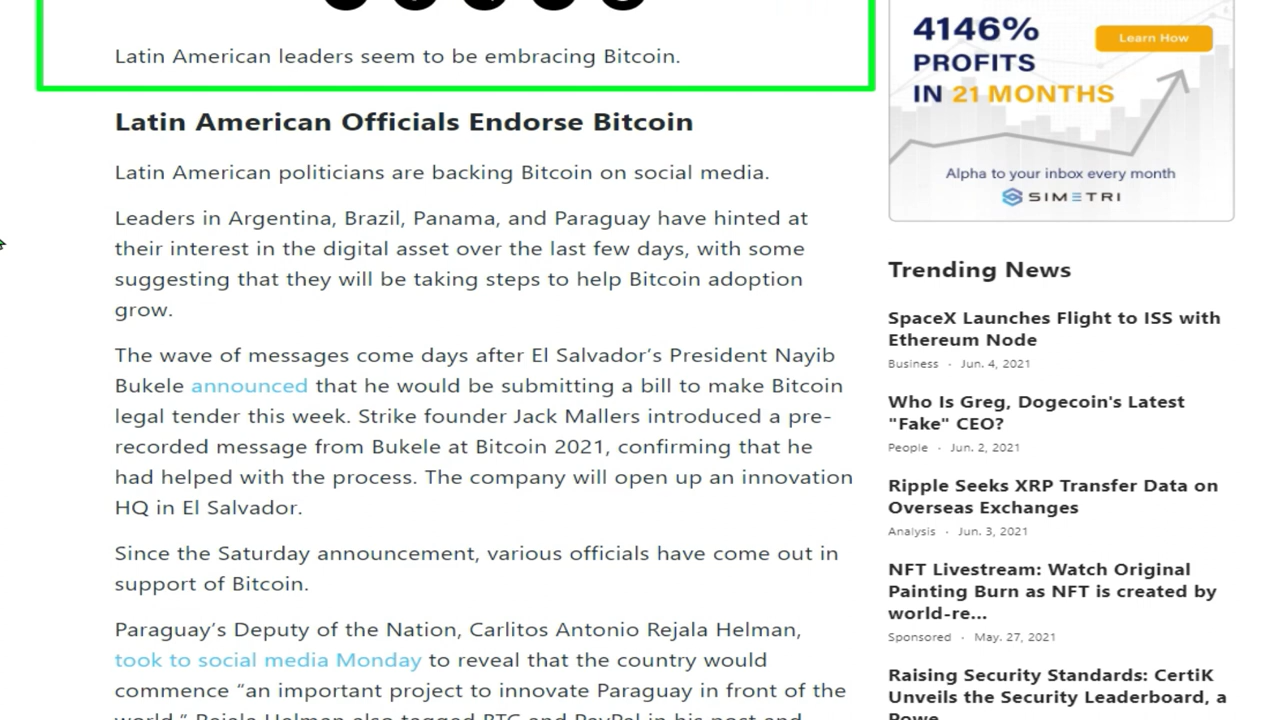 Latin American leaders seem to be embracing Bitcoin.
Latin American Officials Endorse Bitcoin
Latin American politicians are backing Bitcoin on social media.
Leaders in Argentina, Brazil, Panama, and Paraguay have hinted at
their interest in the digital asset over the last few days, with some
suggesting that they will be taking steps to help Bitcoin adoption
grow.
The wave of messages come days after El Salvador's President Nayib
Bukele announced that he would be submitting a bill to make Bitcoin
legal tender this week. Strike founder Jack Mallers introduced a pre-
recorded message from Bukele at Bitcoin 2021, confirming that he
had helped with the process. The company will open up an innovation
HQ in El Salvador.
Since the Saturday announcement, various officials have come out in
support of Bitcoin.
Paraguay's Deputy of the Nation, Carlitos Antonio Rejala Helman,
took to social media Monday to reveal that the country would
commence “an important project to innovate Paraguay in front of the
world.” Rejala Helman also tagged BTC and PayPal in his post and
4146%
PROFITS
IN 21 MONTHS
Learn How
Alpha to your inbox every month
SIMETRI
Trending News
SpaceX Launches Flight to ISS with
Ethereum Node
Business · Jun. 4, 2021
Who Is Greg, Dogecoin's Latest
"Fake" CEO?
People · Jun. 2, 2021
Ripple Seeks XRP Transfer Data on
Overseas Exchanges
Analysis · Jun. 3, 2021
NFT Livestream: Watch Original
Painting Burn as NFT is created by
world-re...
Sponsored · May. 27, 2021
Raising Security Standards: CertiK
Unveils the Security Leaderboard, a
Powe...